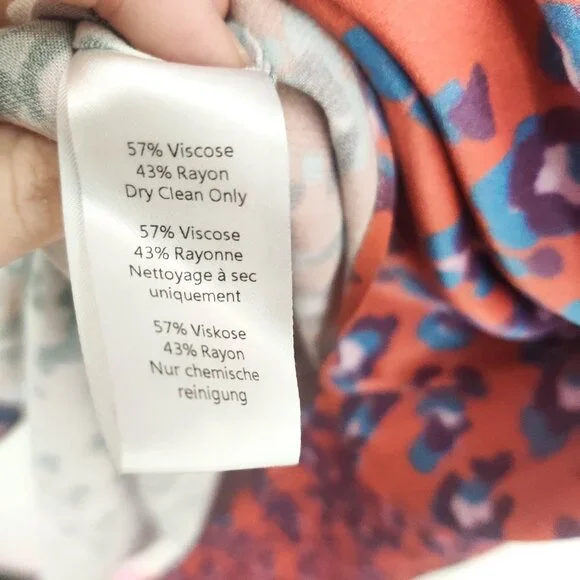 57% Viscose
43% Rayon
Dry Clean Only
57% Viscose
43% Rayonne
Nettoyage à sec
uniquement
57% Viskose
43% Rayon
Nur chemische
reinigung